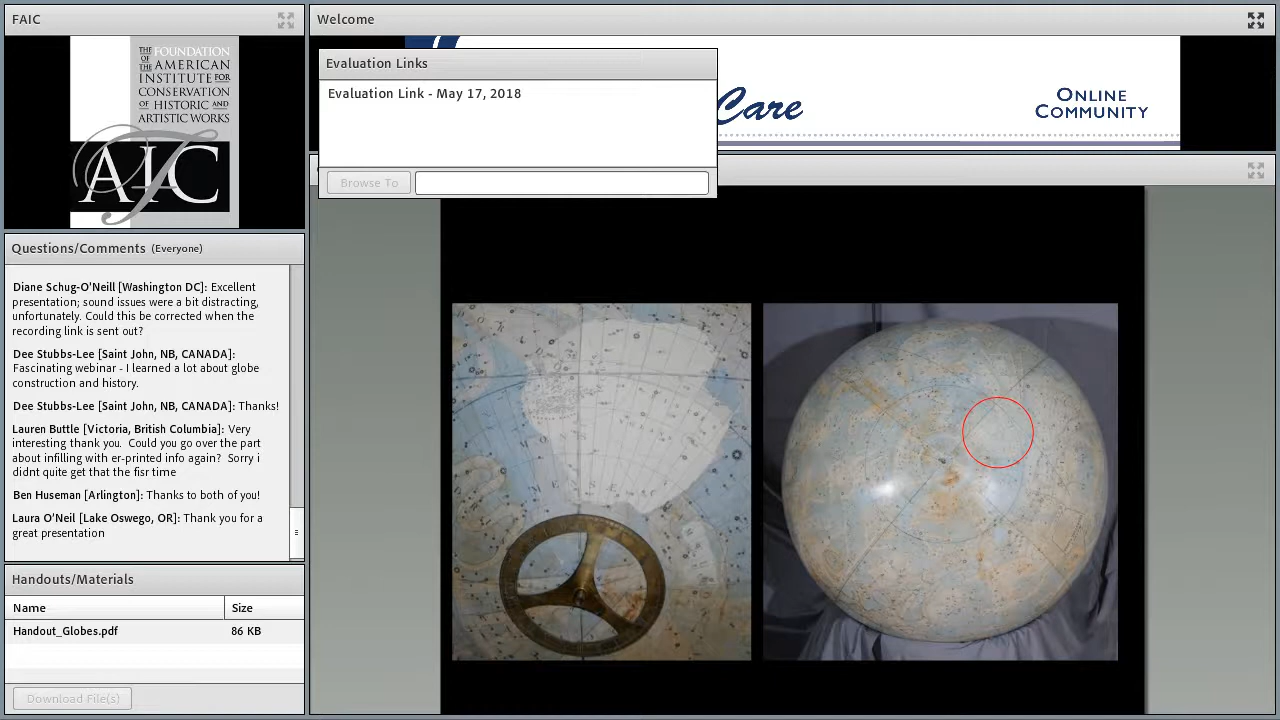 FAIC
THE FOUNDATION
OF THE AMERICAN
INSTITUTE FOR
CONSERVATION
OF HISTORIC AND
ARTISTIC WORKS
AIC
Questions/Comments (Everyone)
Diane Schug-O'Neill [Washington DC]: Excellent
presentation; sound issues were a bit distracting,
unfortunately. Could this be corrected when the
recording link is sent out?
Dee Stubbs-Lee [Saint John, NB, CANADA]:
Fascinating webinar - I learned a lot about globe
construction and history.
Dee Stubbs-Lee [Saint John, NB, CANADA]: Thanks!
Lauren Buttle [Victoria, British Columbia]: Very
interesting thank you. Could you go over the part
about infilling with er-printed info again? Sorry i
didnt quite get that the fisr time
Ben Huseman [Arlington]: Thanks to both of you!
Laura O'Neil [Lake Oswego, OR]: Thank you for a
great presentation
Handouts/Materials
Name Size
Handout_Globes.pdf 86 KB
Download File(s)
Welcome
Evaluation Links
Evaluation Link - May 17, 2018
Browse To
Care
ONLINE
COMMUNITY
MONS
MENSAE